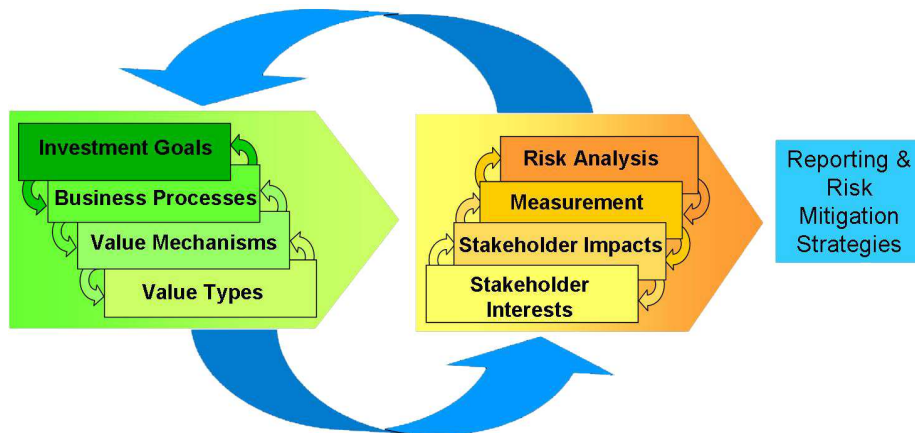 Investment Goals
Business Processes
Value Mechanisms
Value Types
Risk Analysis
Measurement
Stakeholder Impacts
Stakeholder
Interests
Reporting &
Risk
Mitigation
Strategies